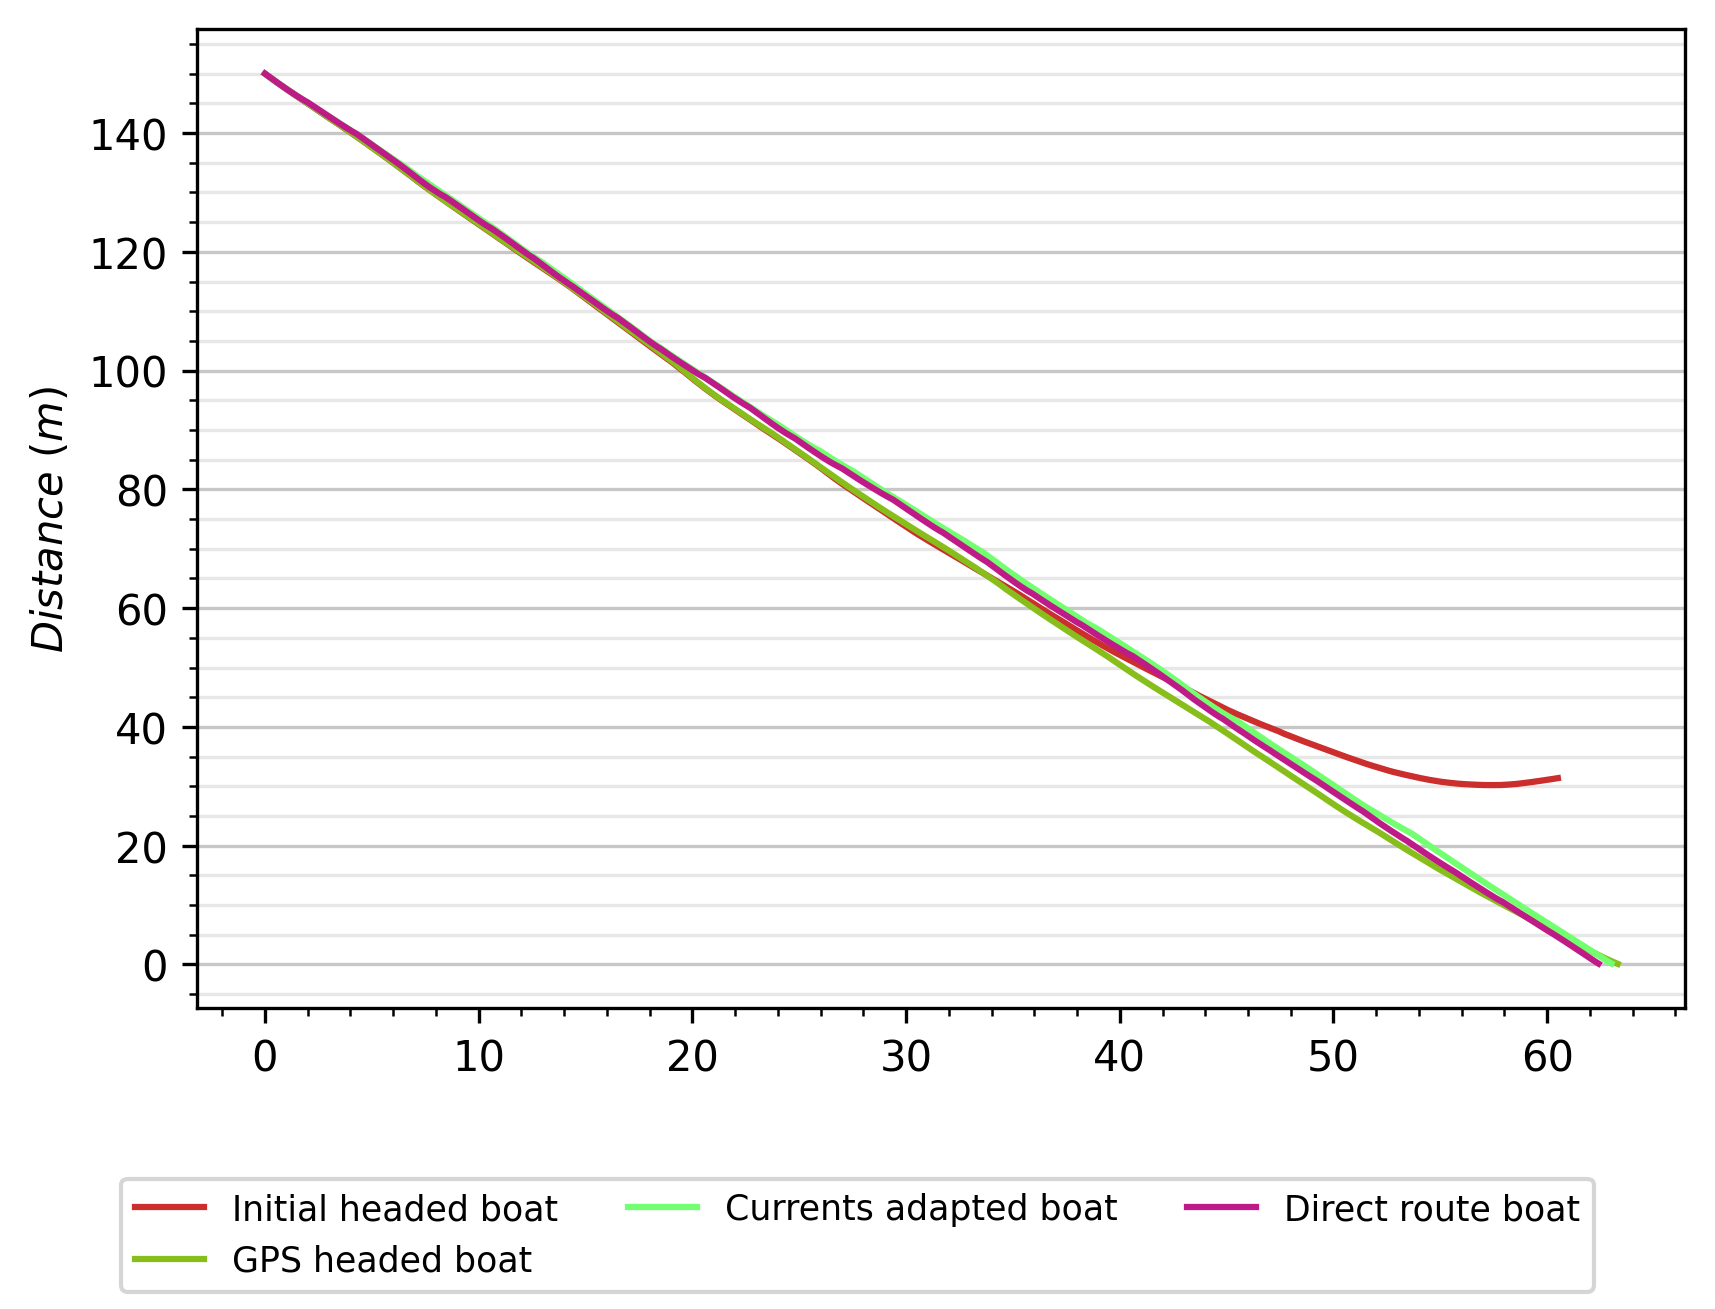 140
120
100
80
60
40
20
0
Distance (m)
0 10 20 30 40 50 60
Initial headed boat
GPS headed boat
Currents adapted boat
Direct route boat